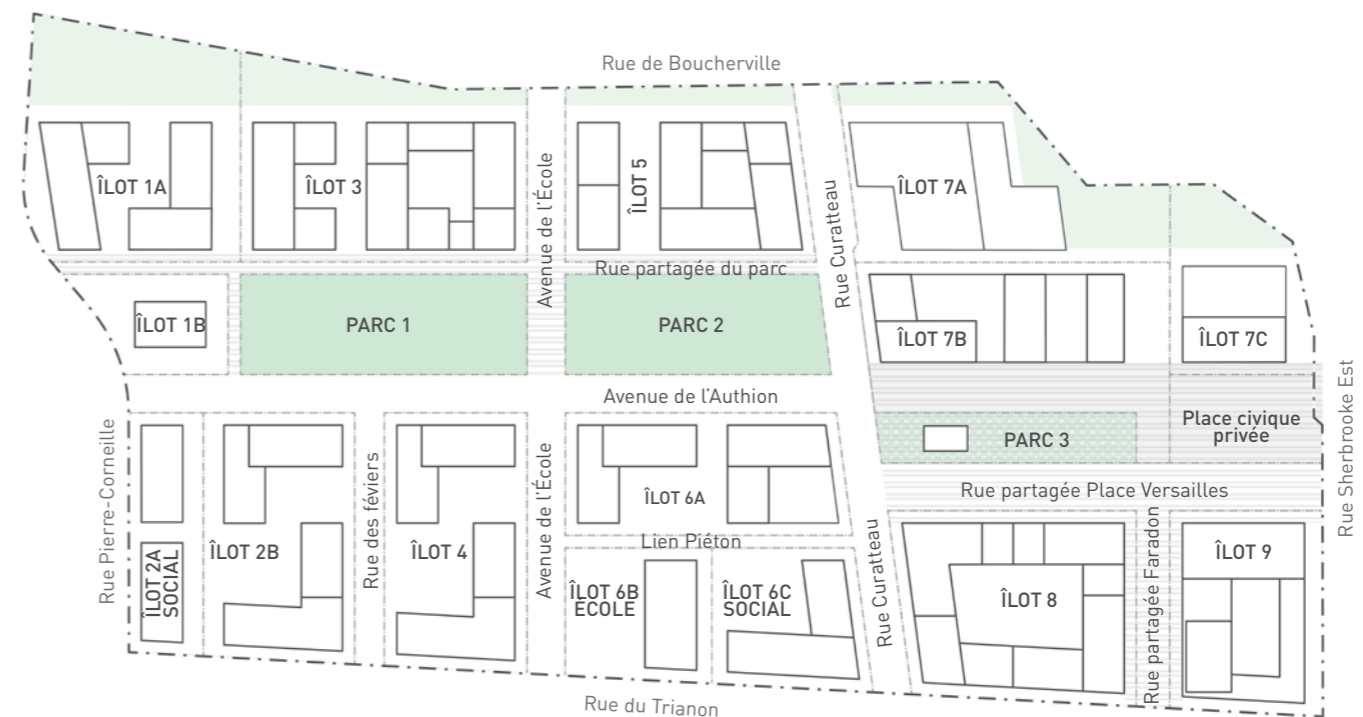 Rue de Boucherville
ÎLOT 1A
ÎLOT 3
Avenue de l'École
ÎLOT 5
Rue Curatteau
ÎLOT 7A
Rue partagée du parc
ÎLOT 1B
PARC 1
PARC 2
ÎLOT 7B
ÎLOT 7C
Avenue de l'Authion
PARC 3
Place civique
privée
Rue Sherbrooke Est
Rue Pierre-Corneille
Rue des féviers
Avenue de l'École
ÎLOT 6A
Rue partagée Place Versailles
Lien Piéton
ÎLOT 2A
SOCIAL
ÎLOT 2B
ÎLOT 4
ÎLOT 6B
ÉCOLE
ÎLOT 6C
SOCIAL
Rue Curatteau
ÎLOT 8
Rue partagée Faradon
ÎLOT 9
Rue du Trianon